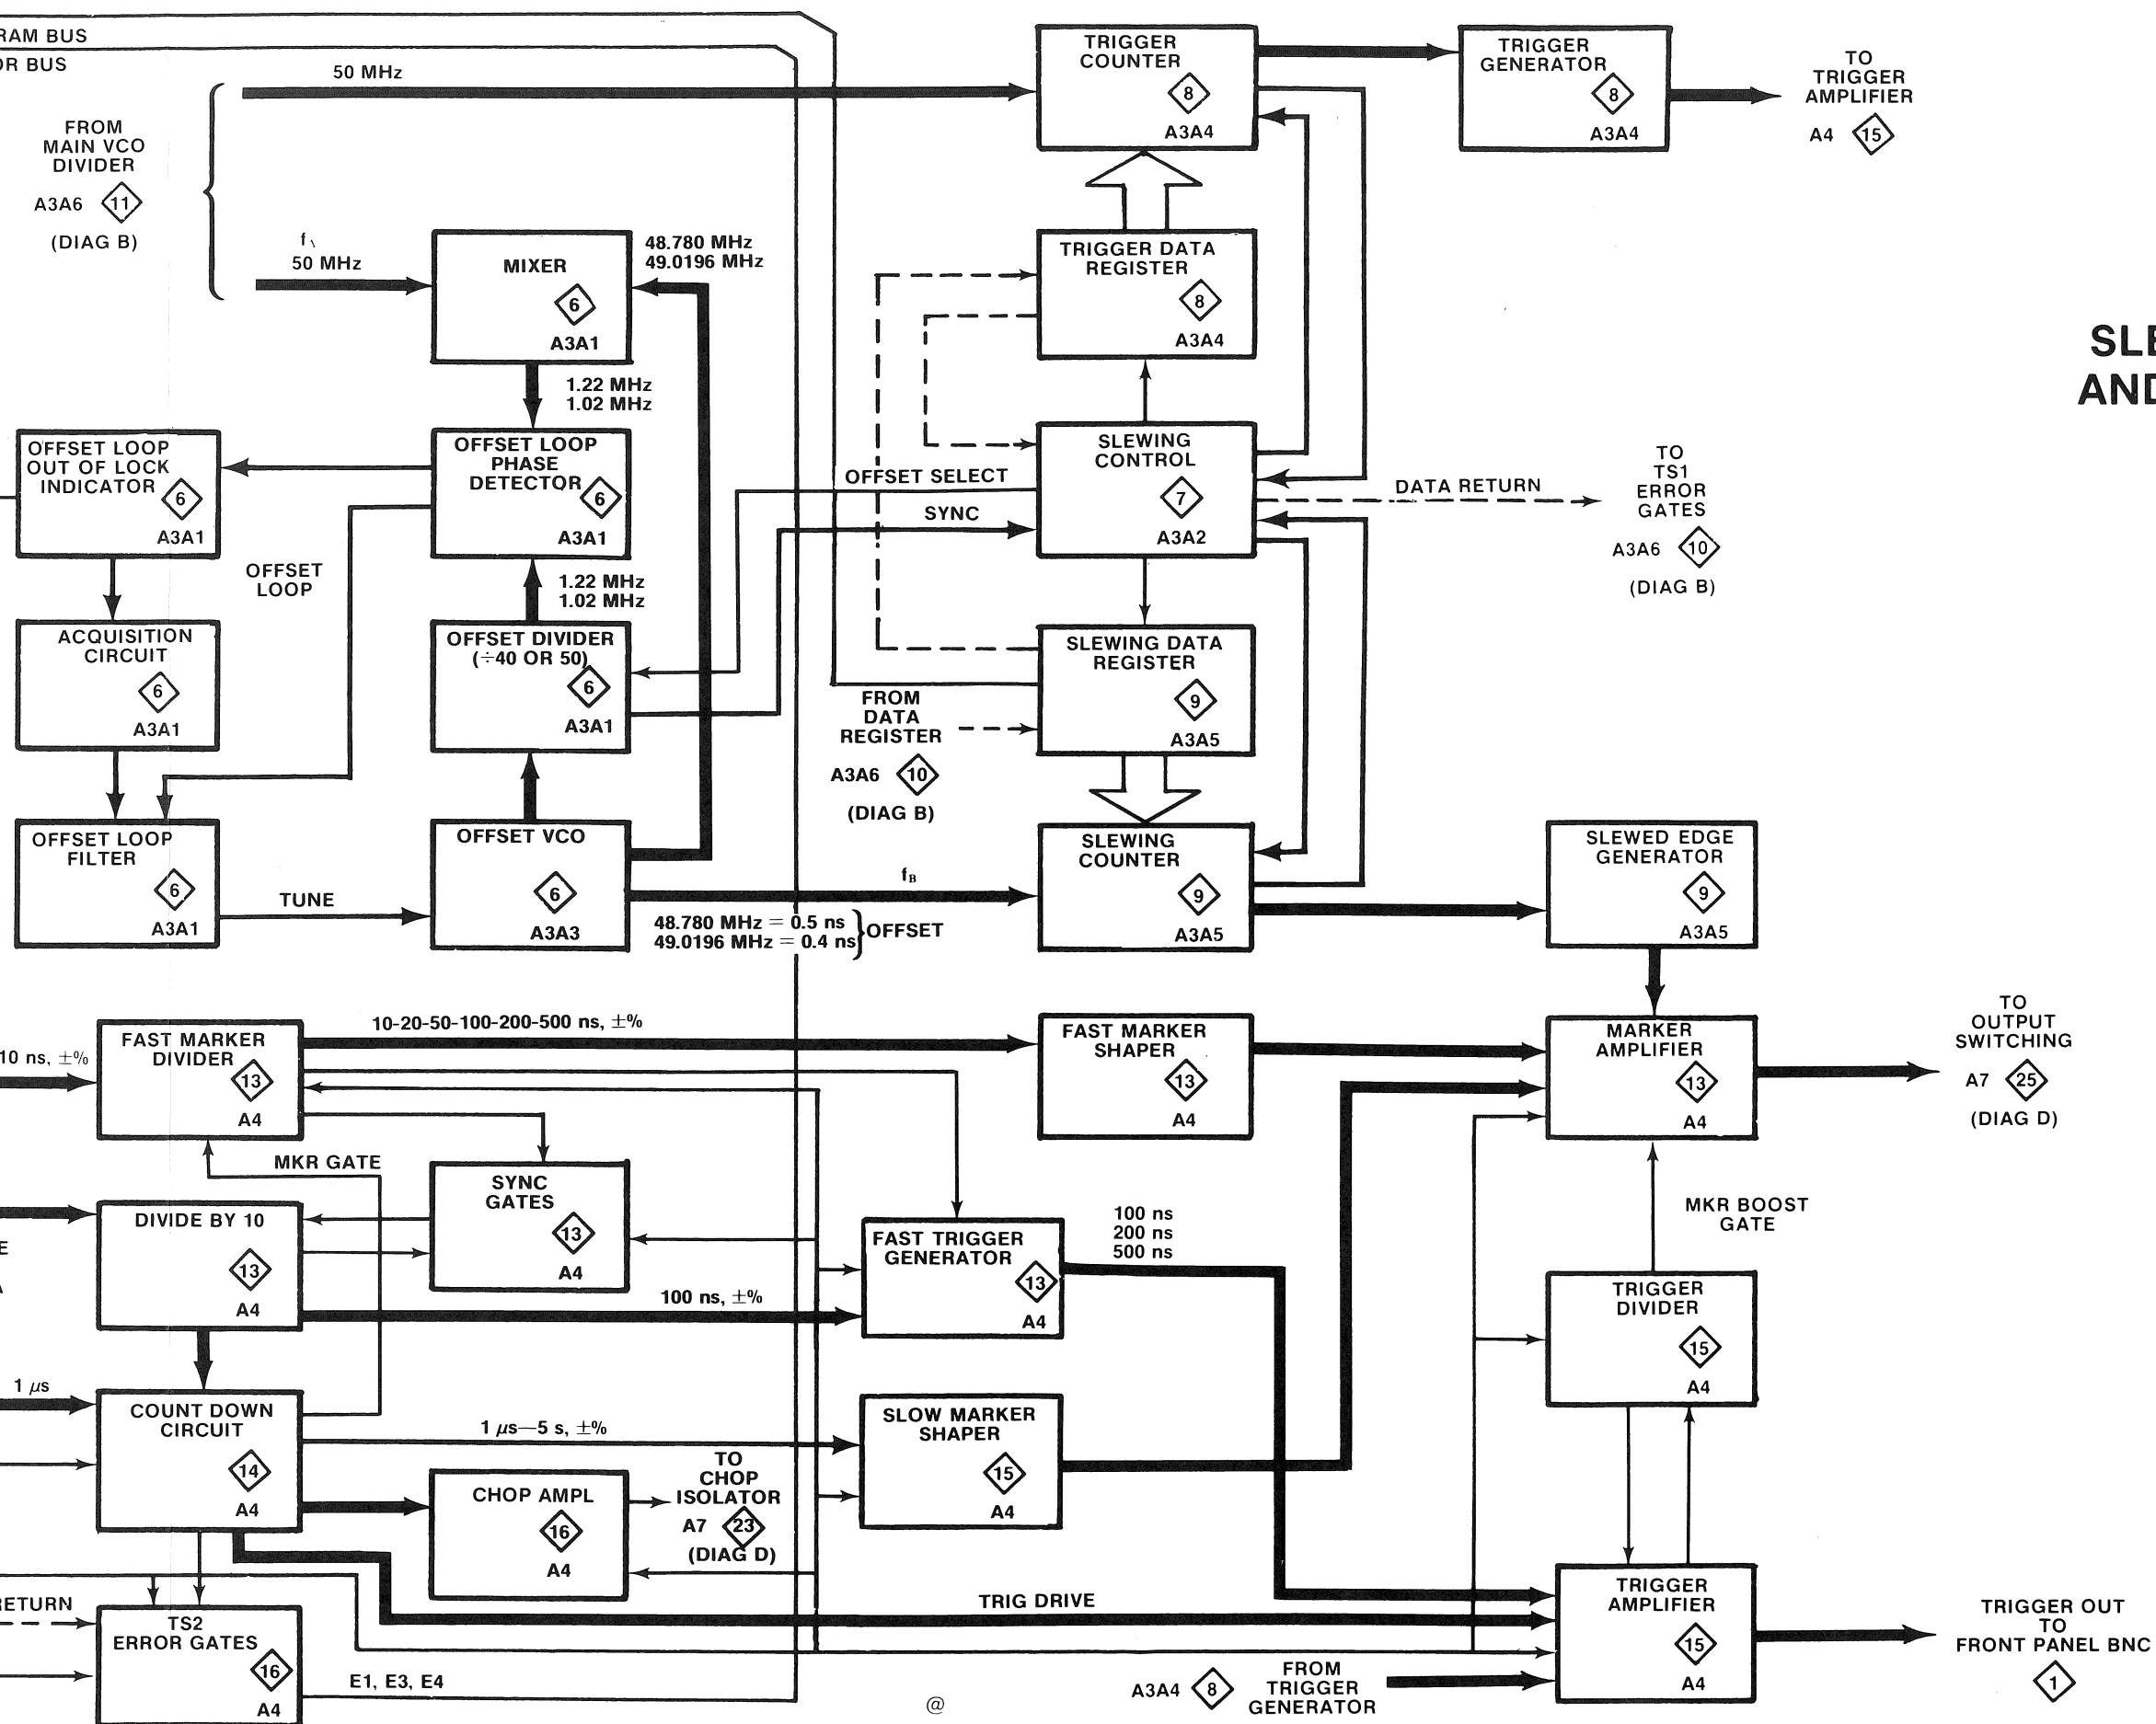 RAM BUS
OR BUS
50 MHz
FROM
MAIN VCO
DIVIDER
A3A6 11
(DIAG B)
50 MHz
MIXER
6
A3A1
48.780 MHz
49.0196 MHz
1.22 MHz
1.02 MHz
TRIGGER
COUNTER
8
A3A4
TRIGGER
GENERATOR
8
A3A4
TO
TRIGGER
AMPLIFIER
A4 15
TRIGGER DATA
REGISTER
8
A3A4
SLE
AND
OFFSET LOOP
OUT OF LOCK
INDICATOR
6
A3A1
OFFSET LOOP
PHASE
DETECTOR
6
A3A1
OFFSET SELECT
SYNC
SLEWING
CONTROL
7
A3A2
DATA RETURN
TO
TS1
ERROR
GATES
A3A6 10
(DIAG B)
OFFSET
LOOP
1.22 MHz
1.02 MHz
ACQUISITION
CIRCUIT
6
A3A1
OFFSET DIVIDER
(÷40 OR 50)
6
A3A1
SLEWING DATA
REGISTER
9
A3A5
FROM
DATA
REGISTER
A3A6 10
(DIAG B)
OFFSET LOOP
FILTER
6
A3A1
TUNE
OFFSET VCO
6
A3A3
fB
48.780 MHz = 0.5 ns
49.0196 MHz = 0.4 ns
OFFSET
SLEWING
COUNTER
9
A3A5
SLEWED EDGE
GENERATOR
9
A3A5
10 ns, ±%
FAST MARKER
DIVIDER
13
A4
10-20-50-100-200-500 ns, ±%
FAST MARKER
SHAPER
13
A4
MARKER
AMPLIFIER
13
A4
TO
OUTPUT
SWITCHING
A7 25
(DIAG D)
MKR GATE
SYNC
GATES
13
A4
DIVIDE BY 10
13
A4
E
100 ns, ±%
FAST TRIGGER
GENERATOR
13
A4
100 ns
200 ns
500 ns
MKR BOOST
GATE
TRIGGER
DIVIDER
15
A4
1 µs
COUNT DOWN
CIRCUIT
14
A4
1 µs—5 s, ±%
SLOW MARKER
SHAPER
15
A4
CHOP AMPL
16
A4
TO
CHOP
ISOLATOR
A7 23
(DIAG D)
RETURN
TS2
ERROR GATES
16
A4
E1, E3, E4
TRIG DRIVE
TRIGGER
AMPLIFIER
15
A4
A3A4 8
FROM
TRIGGER
GENERATOR
TRIGGER OUT
TO
FRONT PANEL BNC
1
@